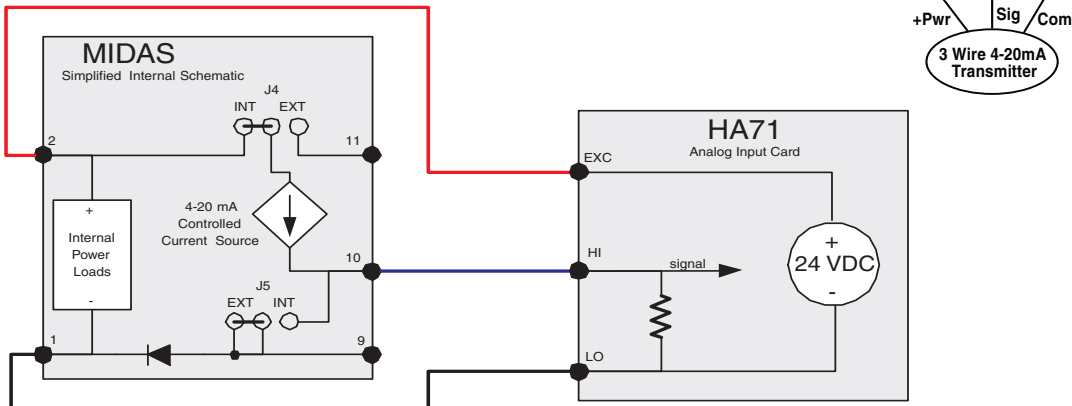 +Pwr
Sig
Com
3 Wire 4-20mA
Transmitter
MIDAS
Simplified Internal Schematic
J4
INT
EXT
2
11
+
Internal
Power
Loads
-
4-20 mA
Controlled
Current Source
10
J5
EXT
INT
1
9
HA71
Analog Input Card
EXC
HI
signal
+
24 VDC
-
LO